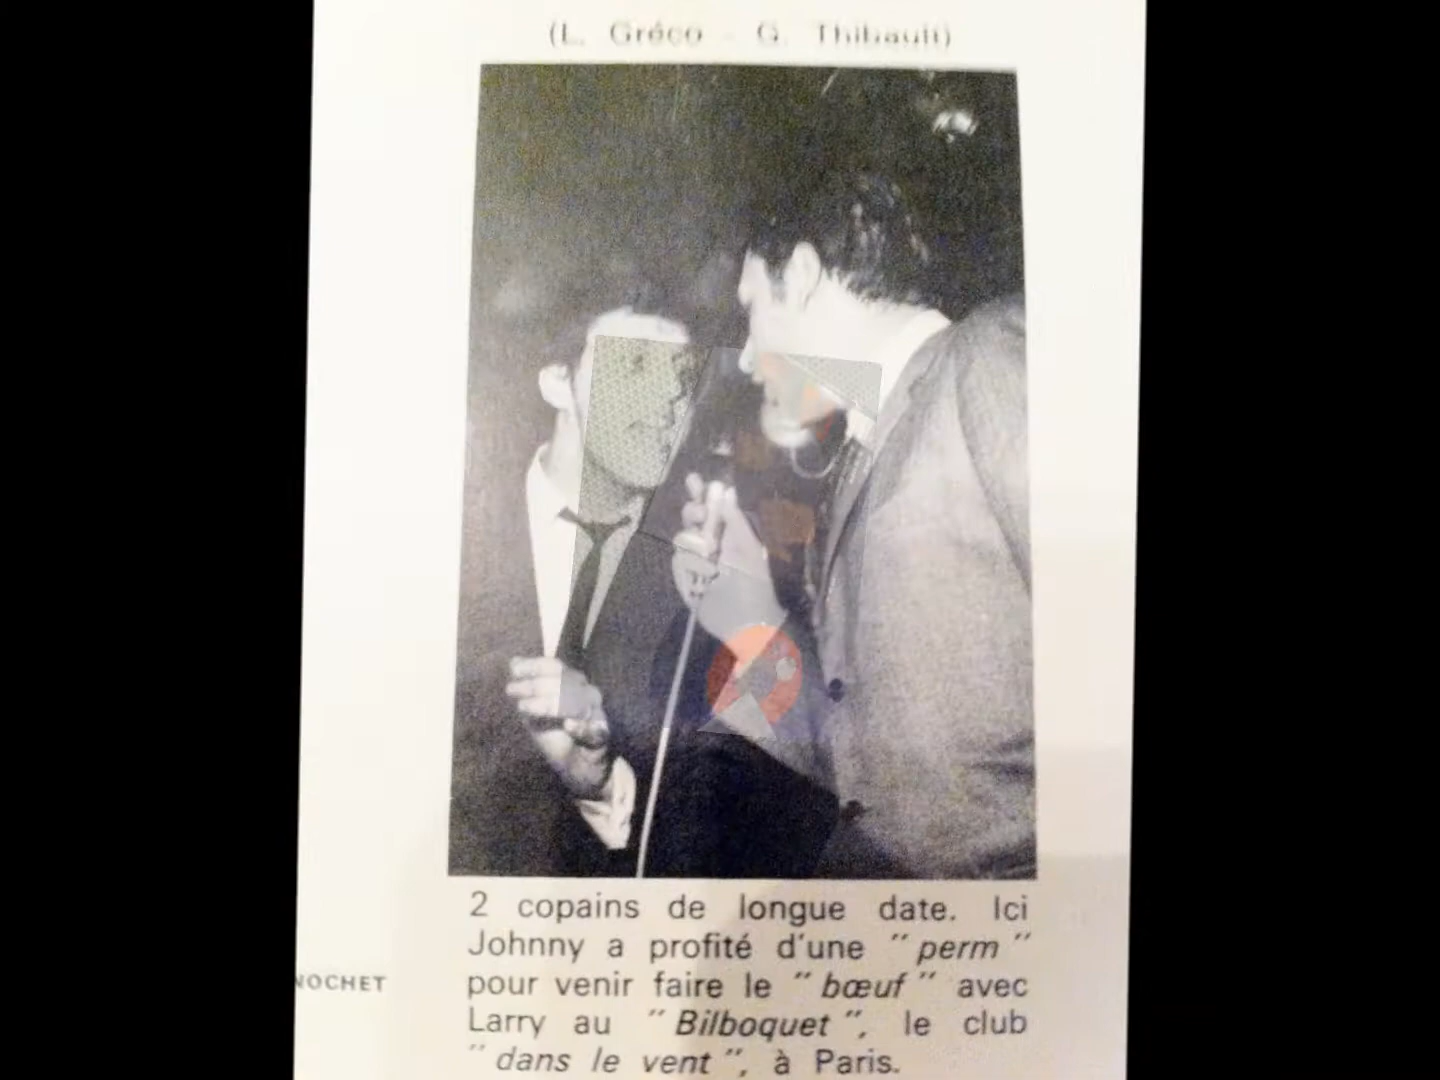 (L. Gréco - G. Thibault)
2 copains de longue date. Ici
Johnny a profité d'une "perm"
pour venir faire le "bœuf" avec
NOCHET
Larry au "Bilboquet", le club
"dans le vent", à Paris.